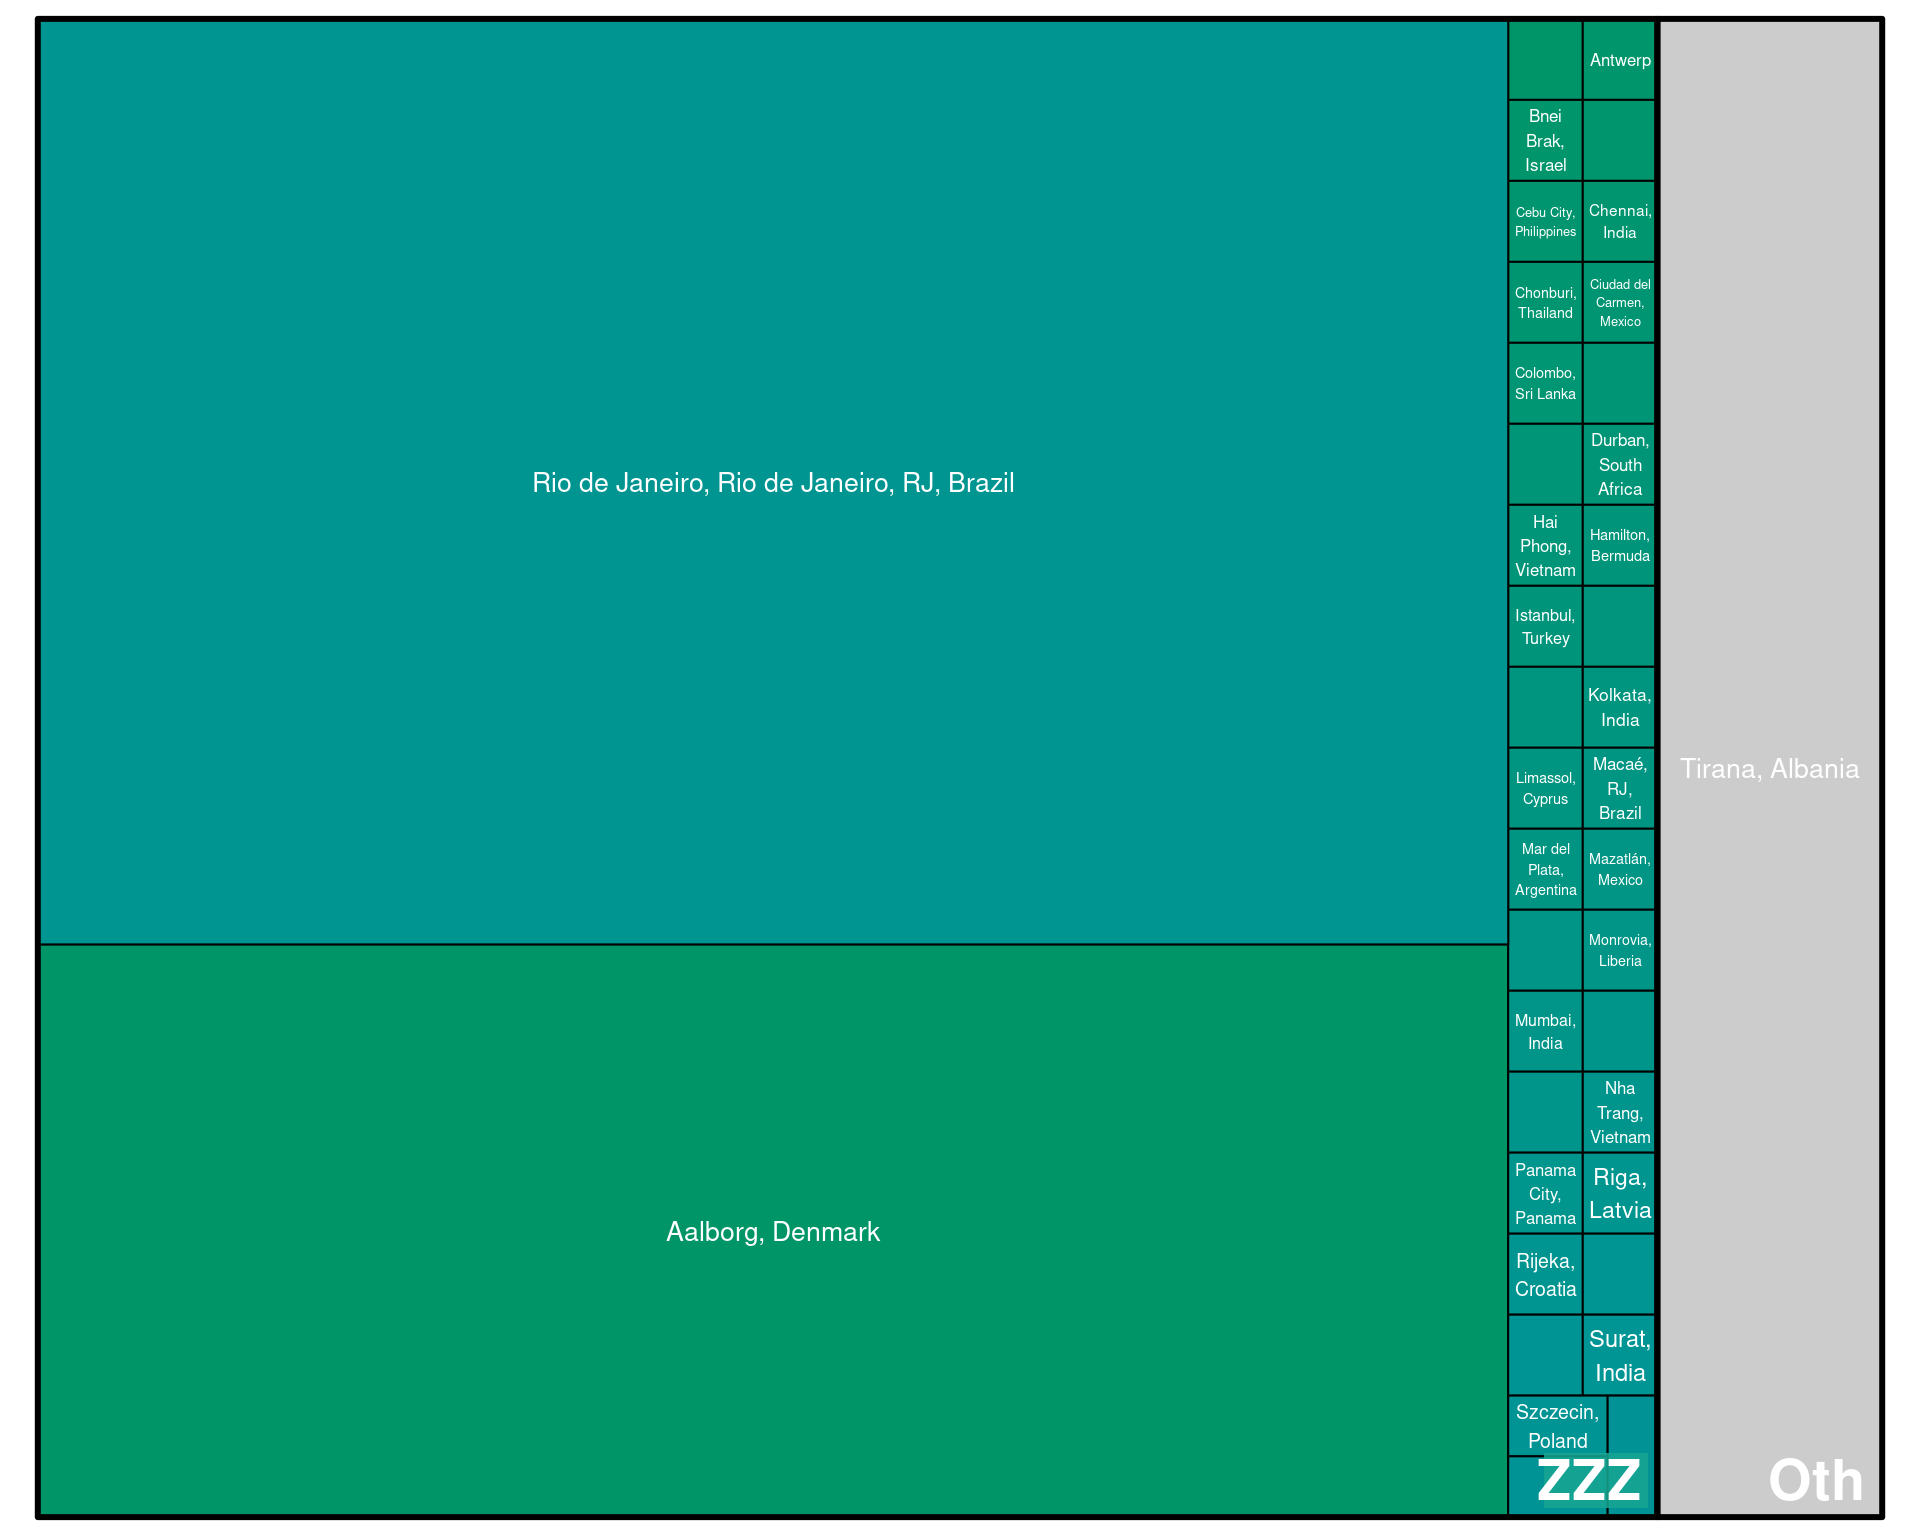 Rio de Janeiro, Rio de Janeiro, RJ, Brazil
Aalborg, Denmark
Antwerp
Bnei
Brak,
Israel
Cebu City,
Philippines
Chennai,
India
Chonburi,
Thailand
Ciudad del
Carmen,
Mexico
Colombo,
Sri Lanka
Durban,
South
Africa
Hai
Phong,
Vietnam
Hamilton,
Bermuda
Istanbul,
Turkey
Kolkata,
India
Limassol,
Cyprus
Macaé,
RJ,
Brazil
Mar del
Plata,
Argentina
Mazatlán,
Mexico
Monrovia,
Liberia
Mumbai,
India
Nha
Trang,
Vietnam
Panama
City,
Panama
Riga,
Latvia
Rijeka,
Croatia
Surat,
India
Szczecin,
Poland
ZZZ
Tirana, Albania
Oth